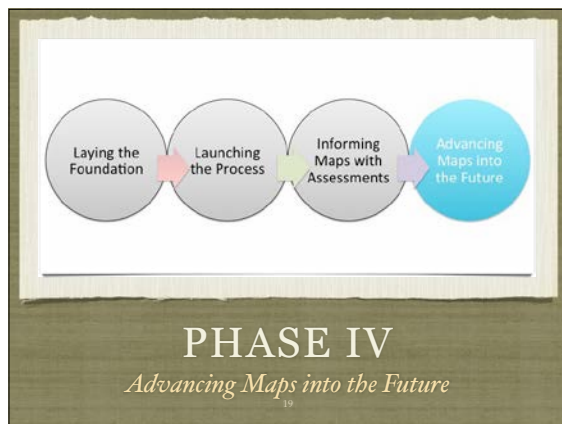 Laying the
Foundation
Launching
the Process
Informing
Maps with
Assessments
Advancing
Maps into
the Future
PHASE IV
Advancing Maps into the Future
19